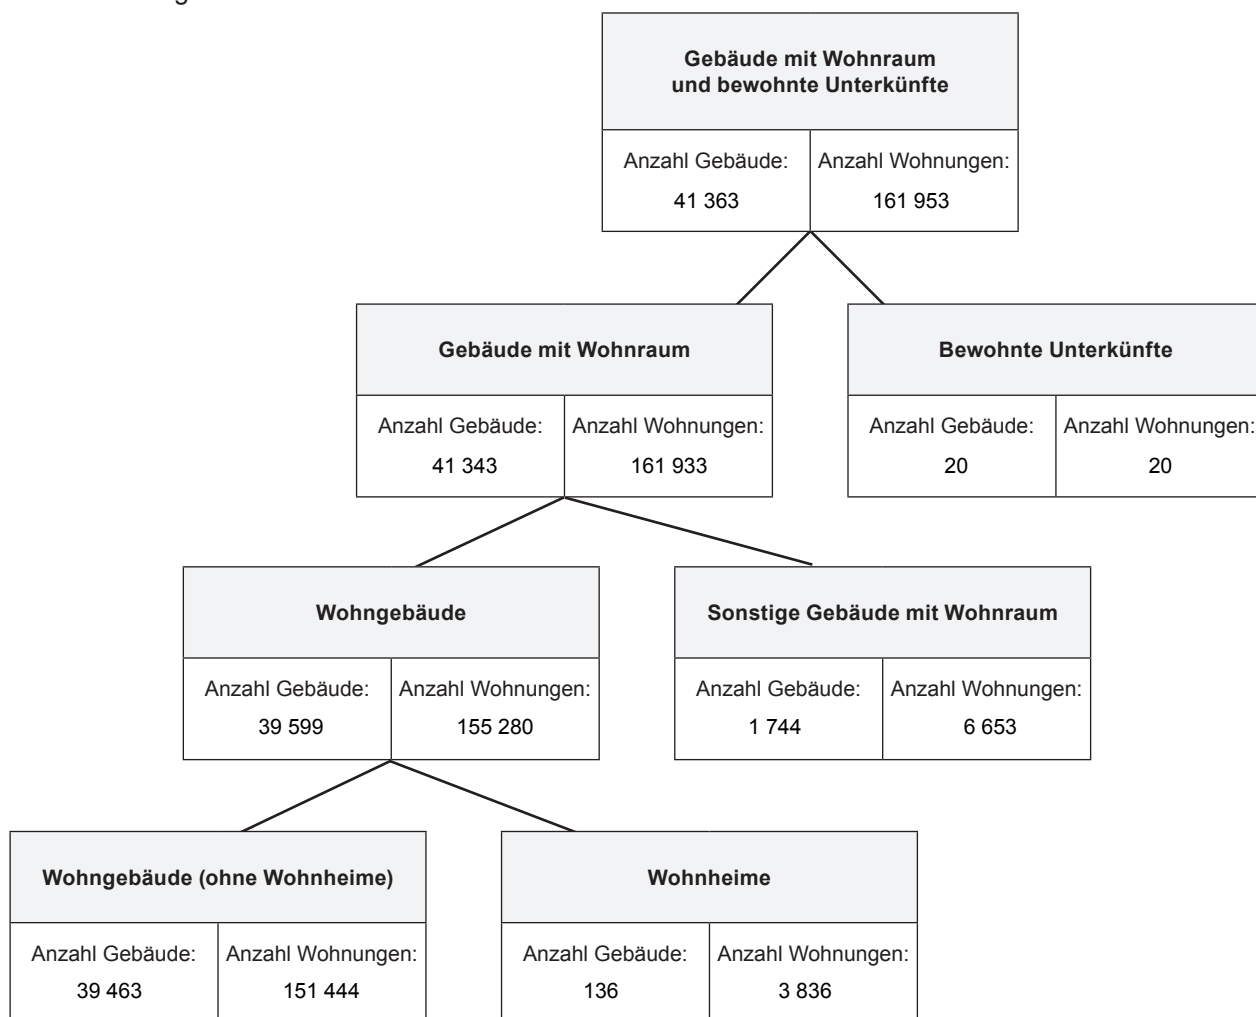 Gebäude mit Wohnraum
und bewohnte Unterkünfte
Anzahl Gebäude: Anzahl Wohnungen:
41 363 161 953
Gebäude mit Wohnraum Bewohnte Unterkünfte
Anzahl Gebäude: Anzahl Wohnungen: Anzahl Gebäude: Anzahl Wohnungen:
41 343 161 933 20 20
Wohngebäude Sonstige Gebäude mit Wohnraum
Anzahl Gebäude: Anzahl Wohnungen: Anzahl Gebäude: Anzahl Wohnungen:
39 599 155 280 1 744 6 653
Wohngebäude (ohne Wohnheime) Wohnheime
Anzahl Gebäude: Anzahl Wohnungen: Anzahl Gebäude: Anzahl Wohnungen:
39 463 151 444 136 3 836